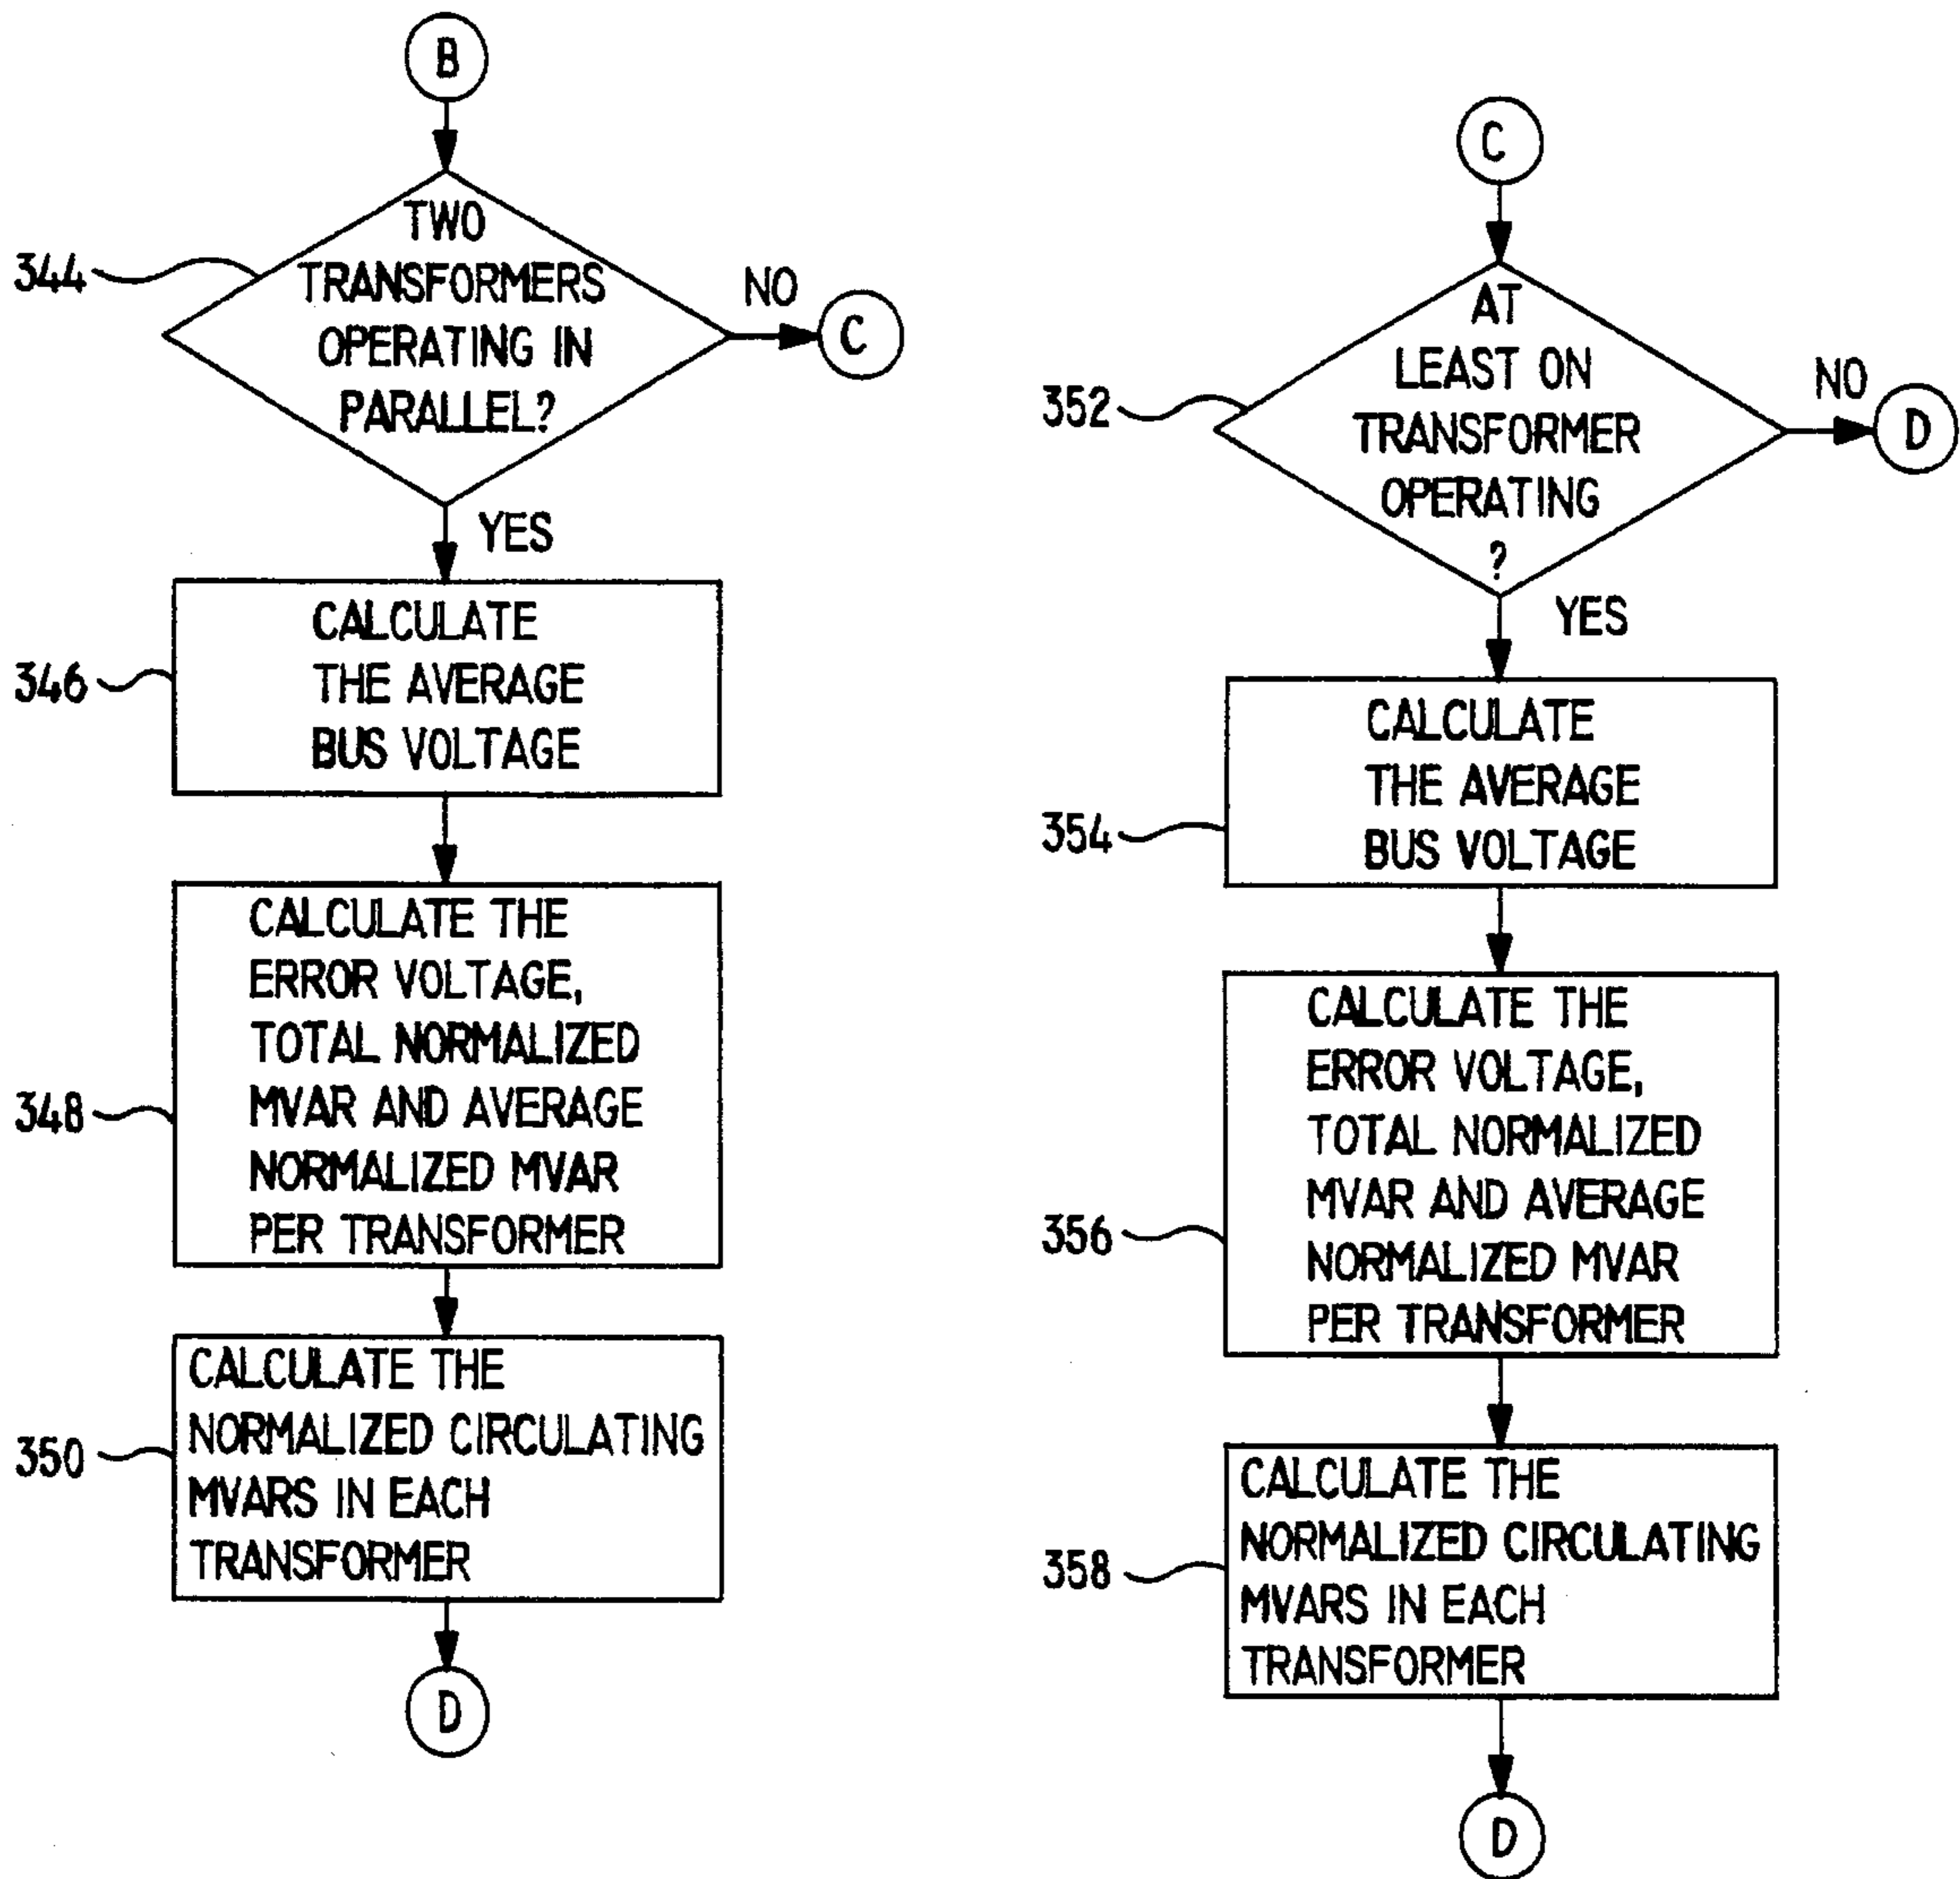 B
TWO
TRANSFORMERS
OPERATING IN
PARALLEL?
344
NO
C
YES
CALCULATE
THE AVERAGE
BUS VOLTAGE
346
CALCULATE THE
ERROR VOLTAGE,
TOTAL NORMALIZED
MVAR AND AVERAGE
NORMALIZED MVAR
PER TRANSFORMER
348
CALCULATE THE
NORMALIZED CIRCULATING
MVARS IN EACH
TRANSFORMER
350
D
C
AT
LEAST ON
TRANSFORMER
OPERATING
?
352
NO
D
YES
CALCULATE
THE AVERAGE
BUS VOLTAGE
354
CALCULATE THE
ERROR VOLTAGE,
TOTAL NORMALIZED
MVAR AND AVERAGE
NORMALIZED MVAR
PER TRANSFORMER
356
CALCULATE THE
NORMALIZED CIRCULATING
MVARS IN EACH
TRANSFORMER
358
D